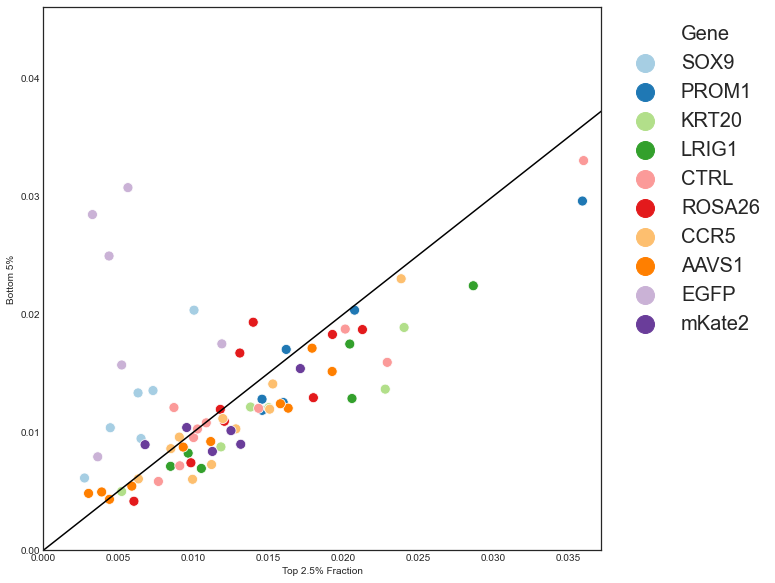 Gene
SOX9
PROM1
KRT20
LRIG1
CTRL
ROSA26
CCR5
AAVS1
EGFP
mKate2
Bottom 5%
0.04
0.03
0.02
0.01
0.00
0.000 0.005 0.010 0.015 0.020 0.025 0.030 0.035
Top 2.5% Fraction